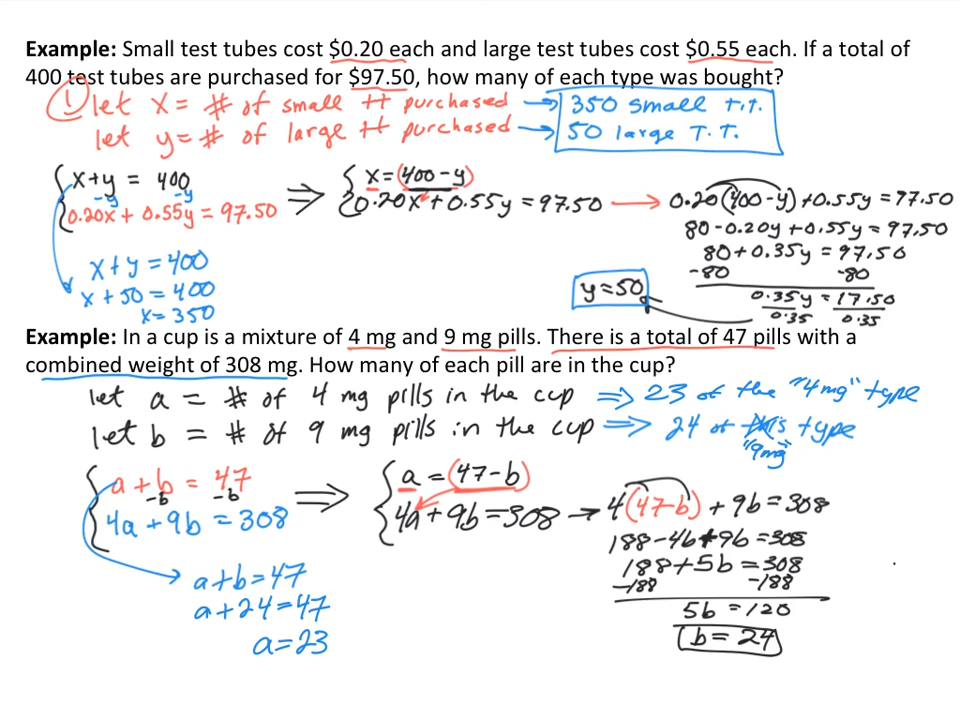 Example: Small test tubes cost $0.20 each and large test tubes cost $0.55 each. If a total of
400 test tubes are purchased for $97.50, how many of each type was bought?
① let x = # of small tt purchased → 350 small T.T.
let y = # of large tt purchased → 50 large T.T.
{ x+y = 400 ⇒ { x = (400-y)
-y -y
0.20x + 0.55y = 97.50
0.20x + 0.55y = 97.50 → 0.20(400-y)+0.55y = 97.50
80-0.20y+0.55y = 97.50
80+0.35y = 97.50
-80 -80
0.35y = 17.50
0.35 0.35
y=50
x+y=400
x+50=400
x=350
Example: In a cup is a mixture of 4 mg and 9 mg pills. There is a total of 47 pills with a
combined weight of 308 mg. How many of each pill are in the cup?
let a = # of 4 mg pills in the cup ⇒ 23 of the "4mg" type
let b = # of 9 mg pills in the cup ⇒ 24 of type
"9mg"
{ a+b = 47 ⇒ { a = (47-b)
-b -b
4a+9b = 308
4a+9b=308 → 4(47-b)+9b=308
188-4b+9b=308
188+5b=308
-188 -188
5b=120
b=24
a+b=47
a+24=47
a=23